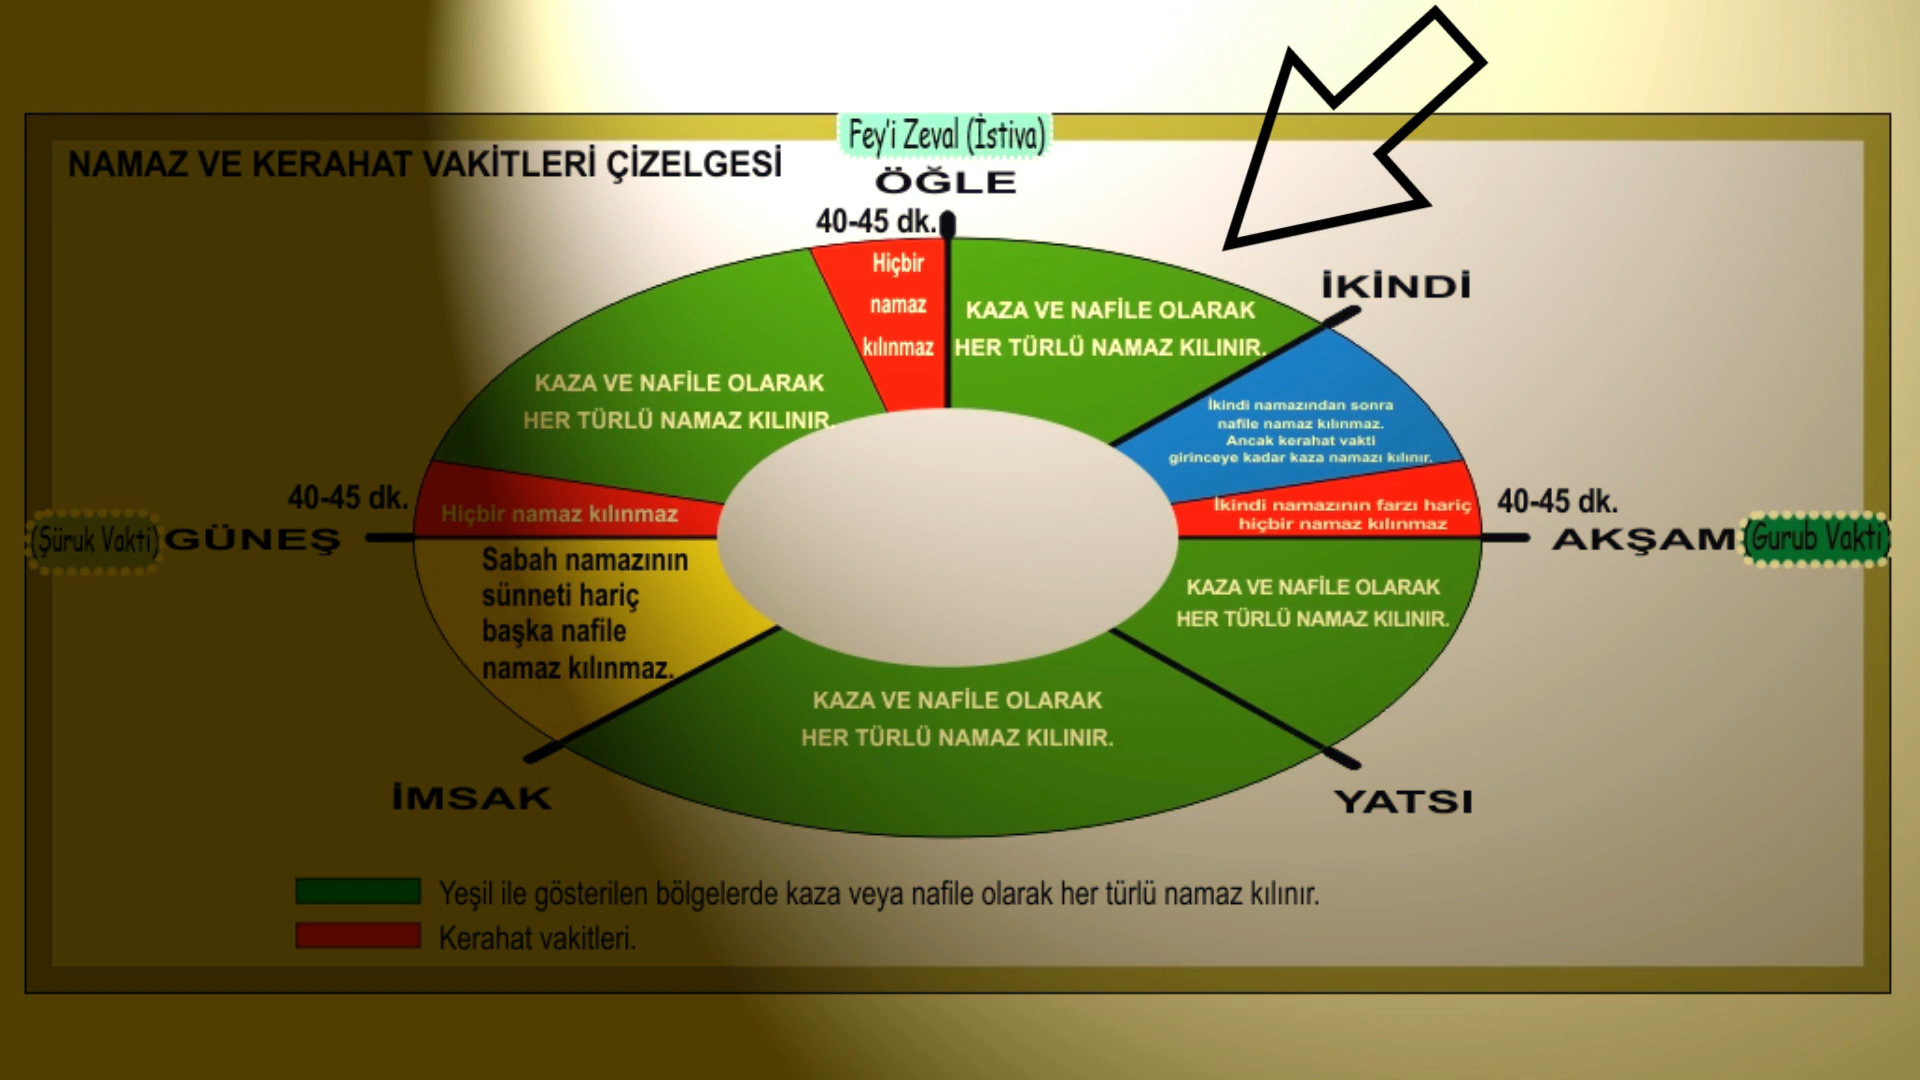 Fey'i Zeval (İstiva)
NAMAZ VE KERAHAT VAKİTLERİ ÇİZELGESİ
ÖĞLE
40-45 dk.
Hiçbir
namaz
kılınmaz
KAZA VE NAFİLE OLARAK
HER TÜRLÜ NAMAZ KILINIR.
İKİNDİ
KAZA VE NAFİLE OLARAK
HER TÜRLÜ NAMAZ KILINIR.
İkindi namazından sonra
nafile namaz kılınmaz.
Ancak kerahat vakti
girinceye kadar kaza namazı kılınır.
40-45 dk.
Hiçbir namaz kılınmaz
İkindi namazının farzı hariç
hiçbir namaz kılınmaz
40-45 dk.
(Şüruk Vakti) GÜNEŞ
AKŞAM (Gurub Vakti)
Sabah namazının
sünneti hariç
başka nafile
namaz kılınmaz.
KAZA VE NAFİLE OLARAK
HER TÜRLÜ NAMAZ KILINIR.
KAZA VE NAFİLE OLARAK
HER TÜRLÜ NAMAZ KILINIR.
İMSAK
YATSI
Yeşil ile gösterilen bölgelerde kaza veya nafile olarak her türlü namaz kılınır.
Kerahat vakitleri.